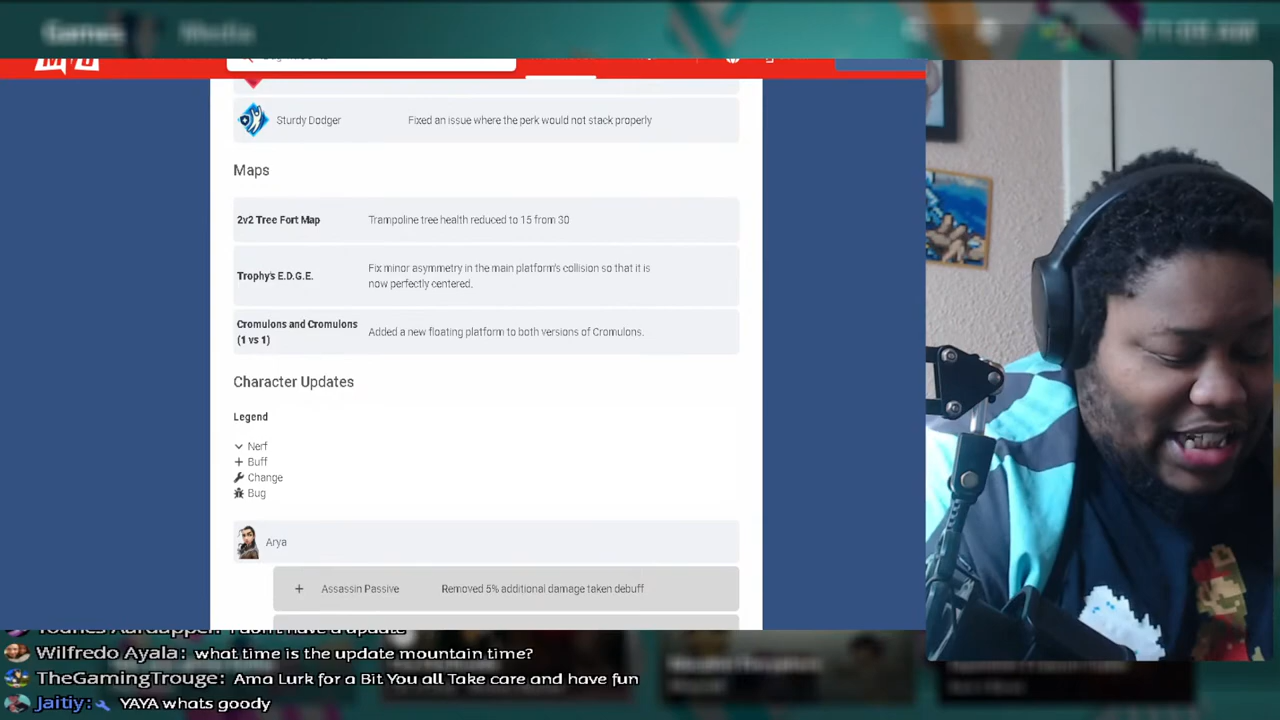 Games Media 11:05 AM
Sturdy Dodger Fixed an issue where the perk would not stack properly
Maps
2v2 Tree Fort Map Trampoline tree health reduced to 15 from 30
Trophy's E.D.G.E. Fix minor asymmetry in the main platform's collision so that it is
now perfectly centered.
Cromulons and Cromulons
(1 vs 1) Added a new floating platform to both versions of Cromulons.
Character Updates
Legend
Nerf
Buff
Change
Bug
Arya
+ Assassin Passive Removed 5% additional damage taken debuff
Wilfredo Ayala: what time is the update mountain time?
TheGamingTrouge: Ama Lurk for a Bit You all Take care and have fun
Jaitiy: YAYA whats goody